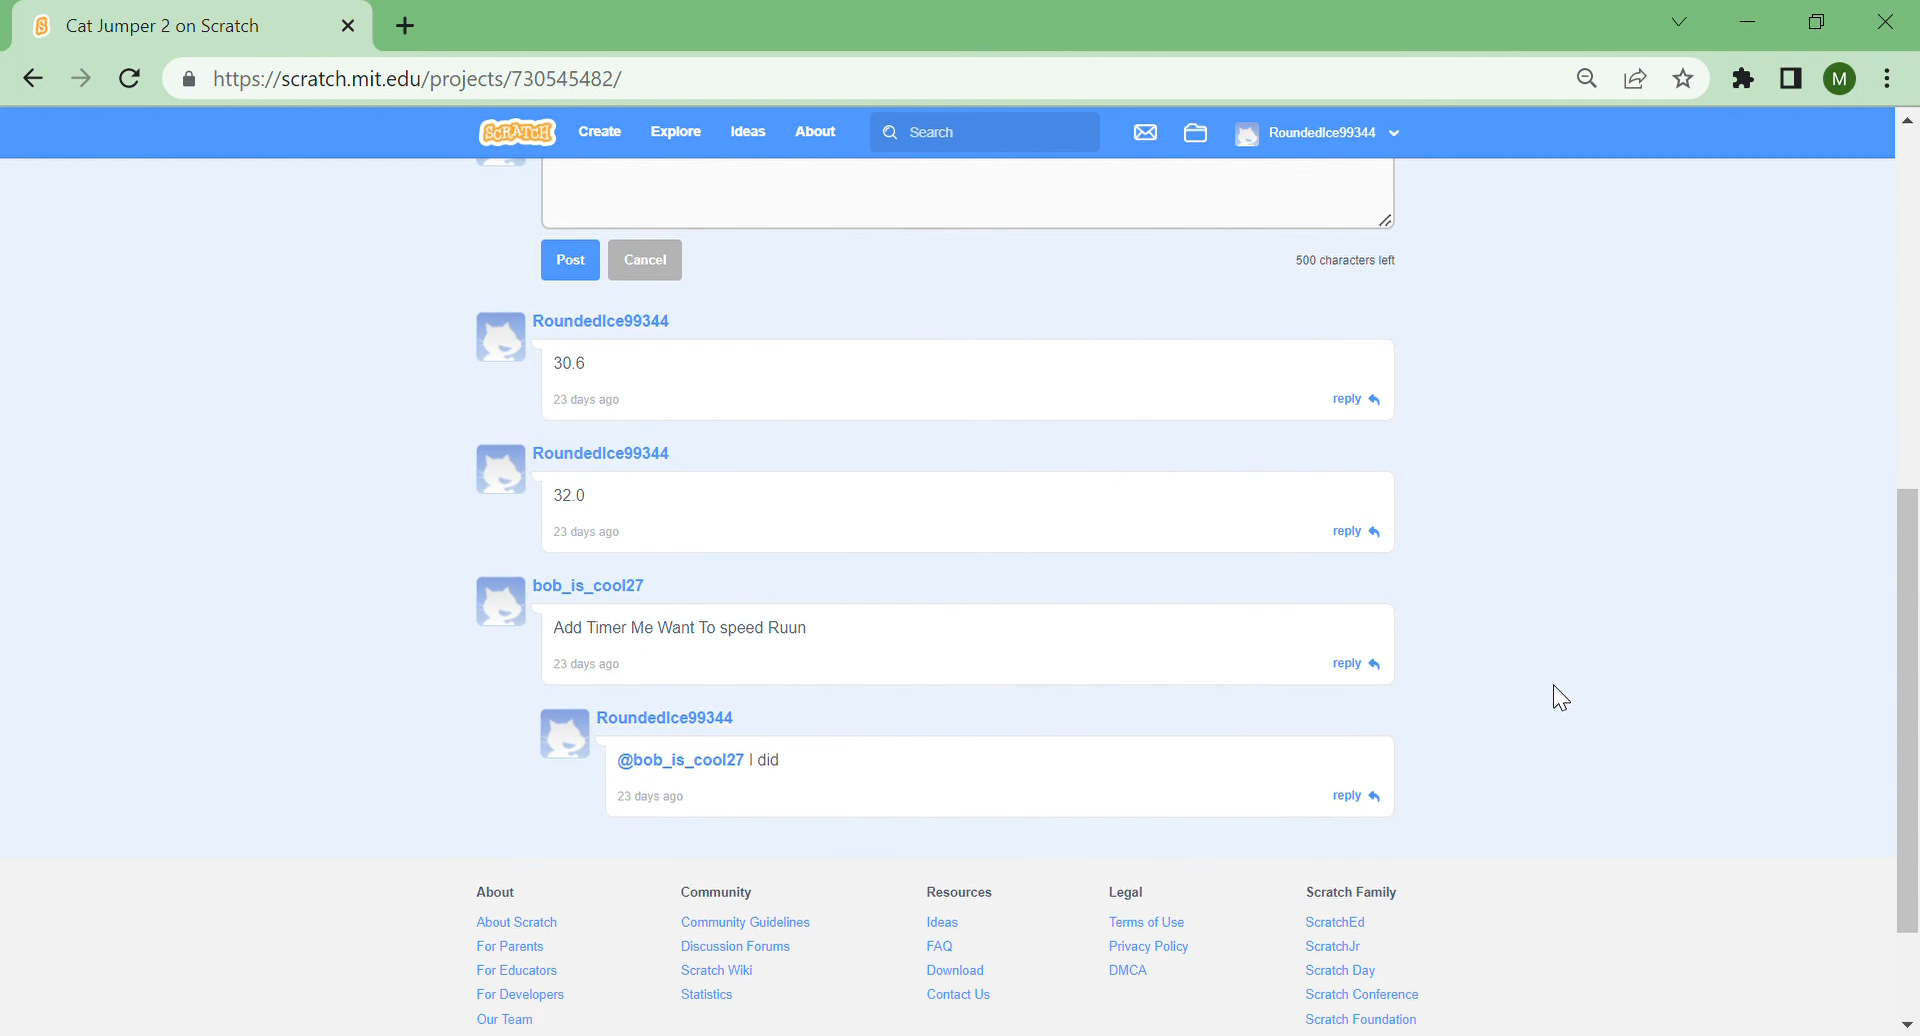 Cat Jumper 2 on Scratch
https://scratch.mit.edu/projects/730545482/
M
SCRATCH Create Explore Ideas About Search RoundedIce99344
Post Cancel 500 characters left
RoundedIce99344
30.6
23 days ago reply
RoundedIce99344
32.0
23 days ago reply
bob_is_cool27
Add Timer Me Want To speed Ruun
23 days ago reply
RoundedIce99344
@bob_is_cool27 I did
23 days ago reply
About Community Resources Legal Scratch Family
About Scratch Community Guidelines Ideas Terms of Use ScratchEd
For Parents Discussion Forums FAQ Privacy Policy ScratchJr
For Educators Scratch Wiki Download DMCA Scratch Day
For Developers Statistics Contact Us Scratch Conference
Our Team Scratch Foundation